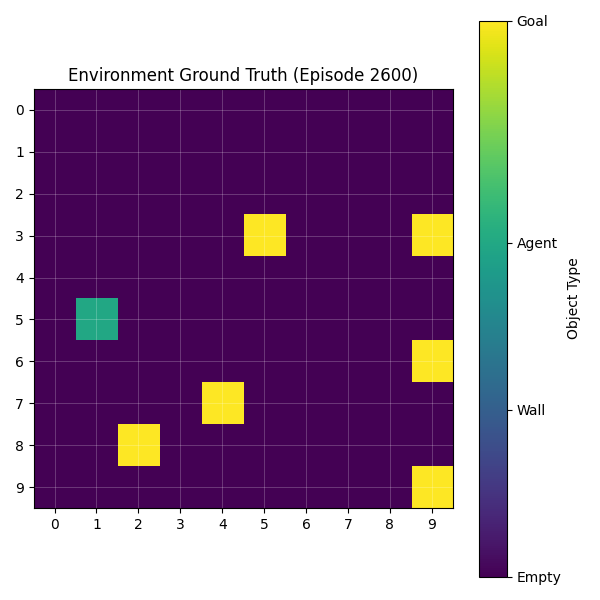 Environment Ground Truth (Episode 2600)
0
1
2
3
4
5
6
7
8
9
0 1 2 3 4 5 6 7 8 9
Goal
Agent
Wall
Empty
Object Type